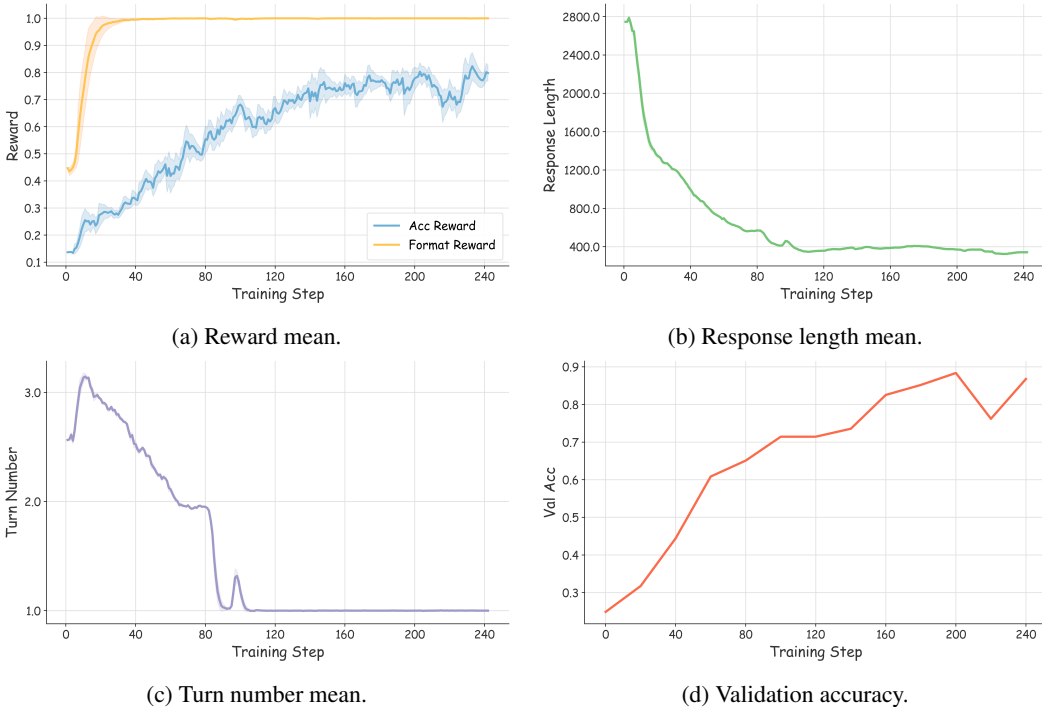 1.0
0.9
0.8
0.7
0.6
0.5
0.4
0.3
0.2
0.1
Reward
Acc Reward
Format Reward
0 40 80 120 160 200 240
Training Step
(a) Reward mean.
2800.0
2400.0
2000.0
1600.0
1200.0
800.0
400.0
Response Length
0 40 80 120 160 200 240
Training Step
(b) Response length mean.
3.0
2.0
1.0
Turn Number
0 40 80 120 160 200 240
Training Step
(c) Turn number mean.
0.9
0.8
0.7
0.6
0.5
0.4
0.3
Val Acc
0 40 80 120 160 200 240
Training Step
(d) Validation accuracy.